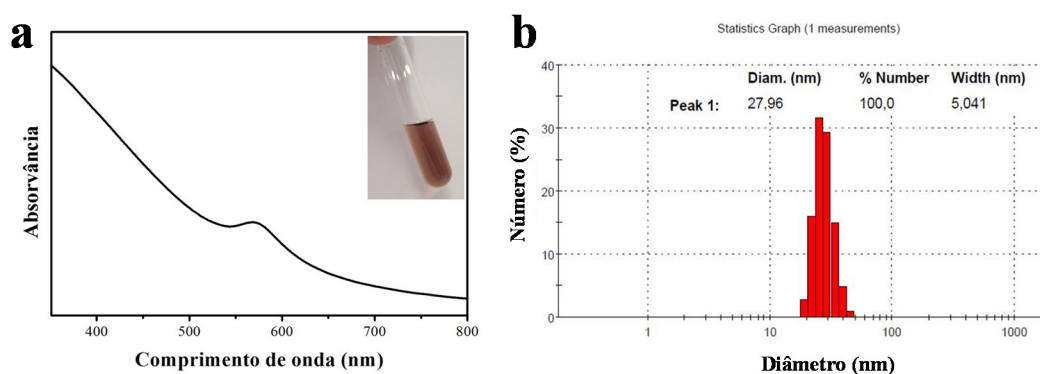 a
Absorvância
400 500 600 700 800
Comprimento de onda (nm)
b
Statistics Graph (1 measurements)
Diam. (nm) % Number Width (nm)
Peak 1: 27,96 100,0 5,041
Número (%)
40
30
20
10
0
1 10 100 1000
Diâmetro (nm)